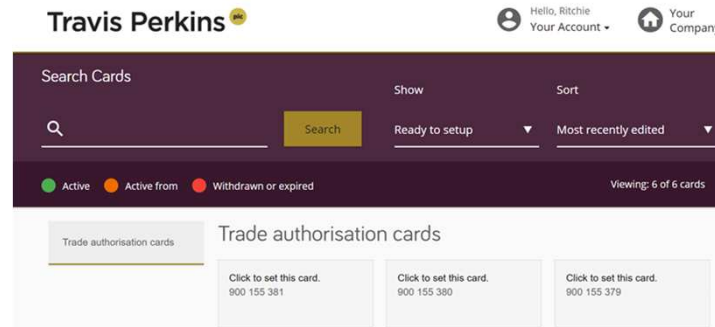 Travis Perkins plc
Hello, Ritchie
Your Account
Your
Company
Search Cards
Show
Sort
Search
Ready to setup
Most recently edited
Active
Active from
Withdrawn or expired
Viewing: 6 of 6 cards
Trade authorisation cards
Trade authorisation cards
Click to set this card.
900 155 381
Click to set this card.
900 155 380
Click to set this card.
900 155 379